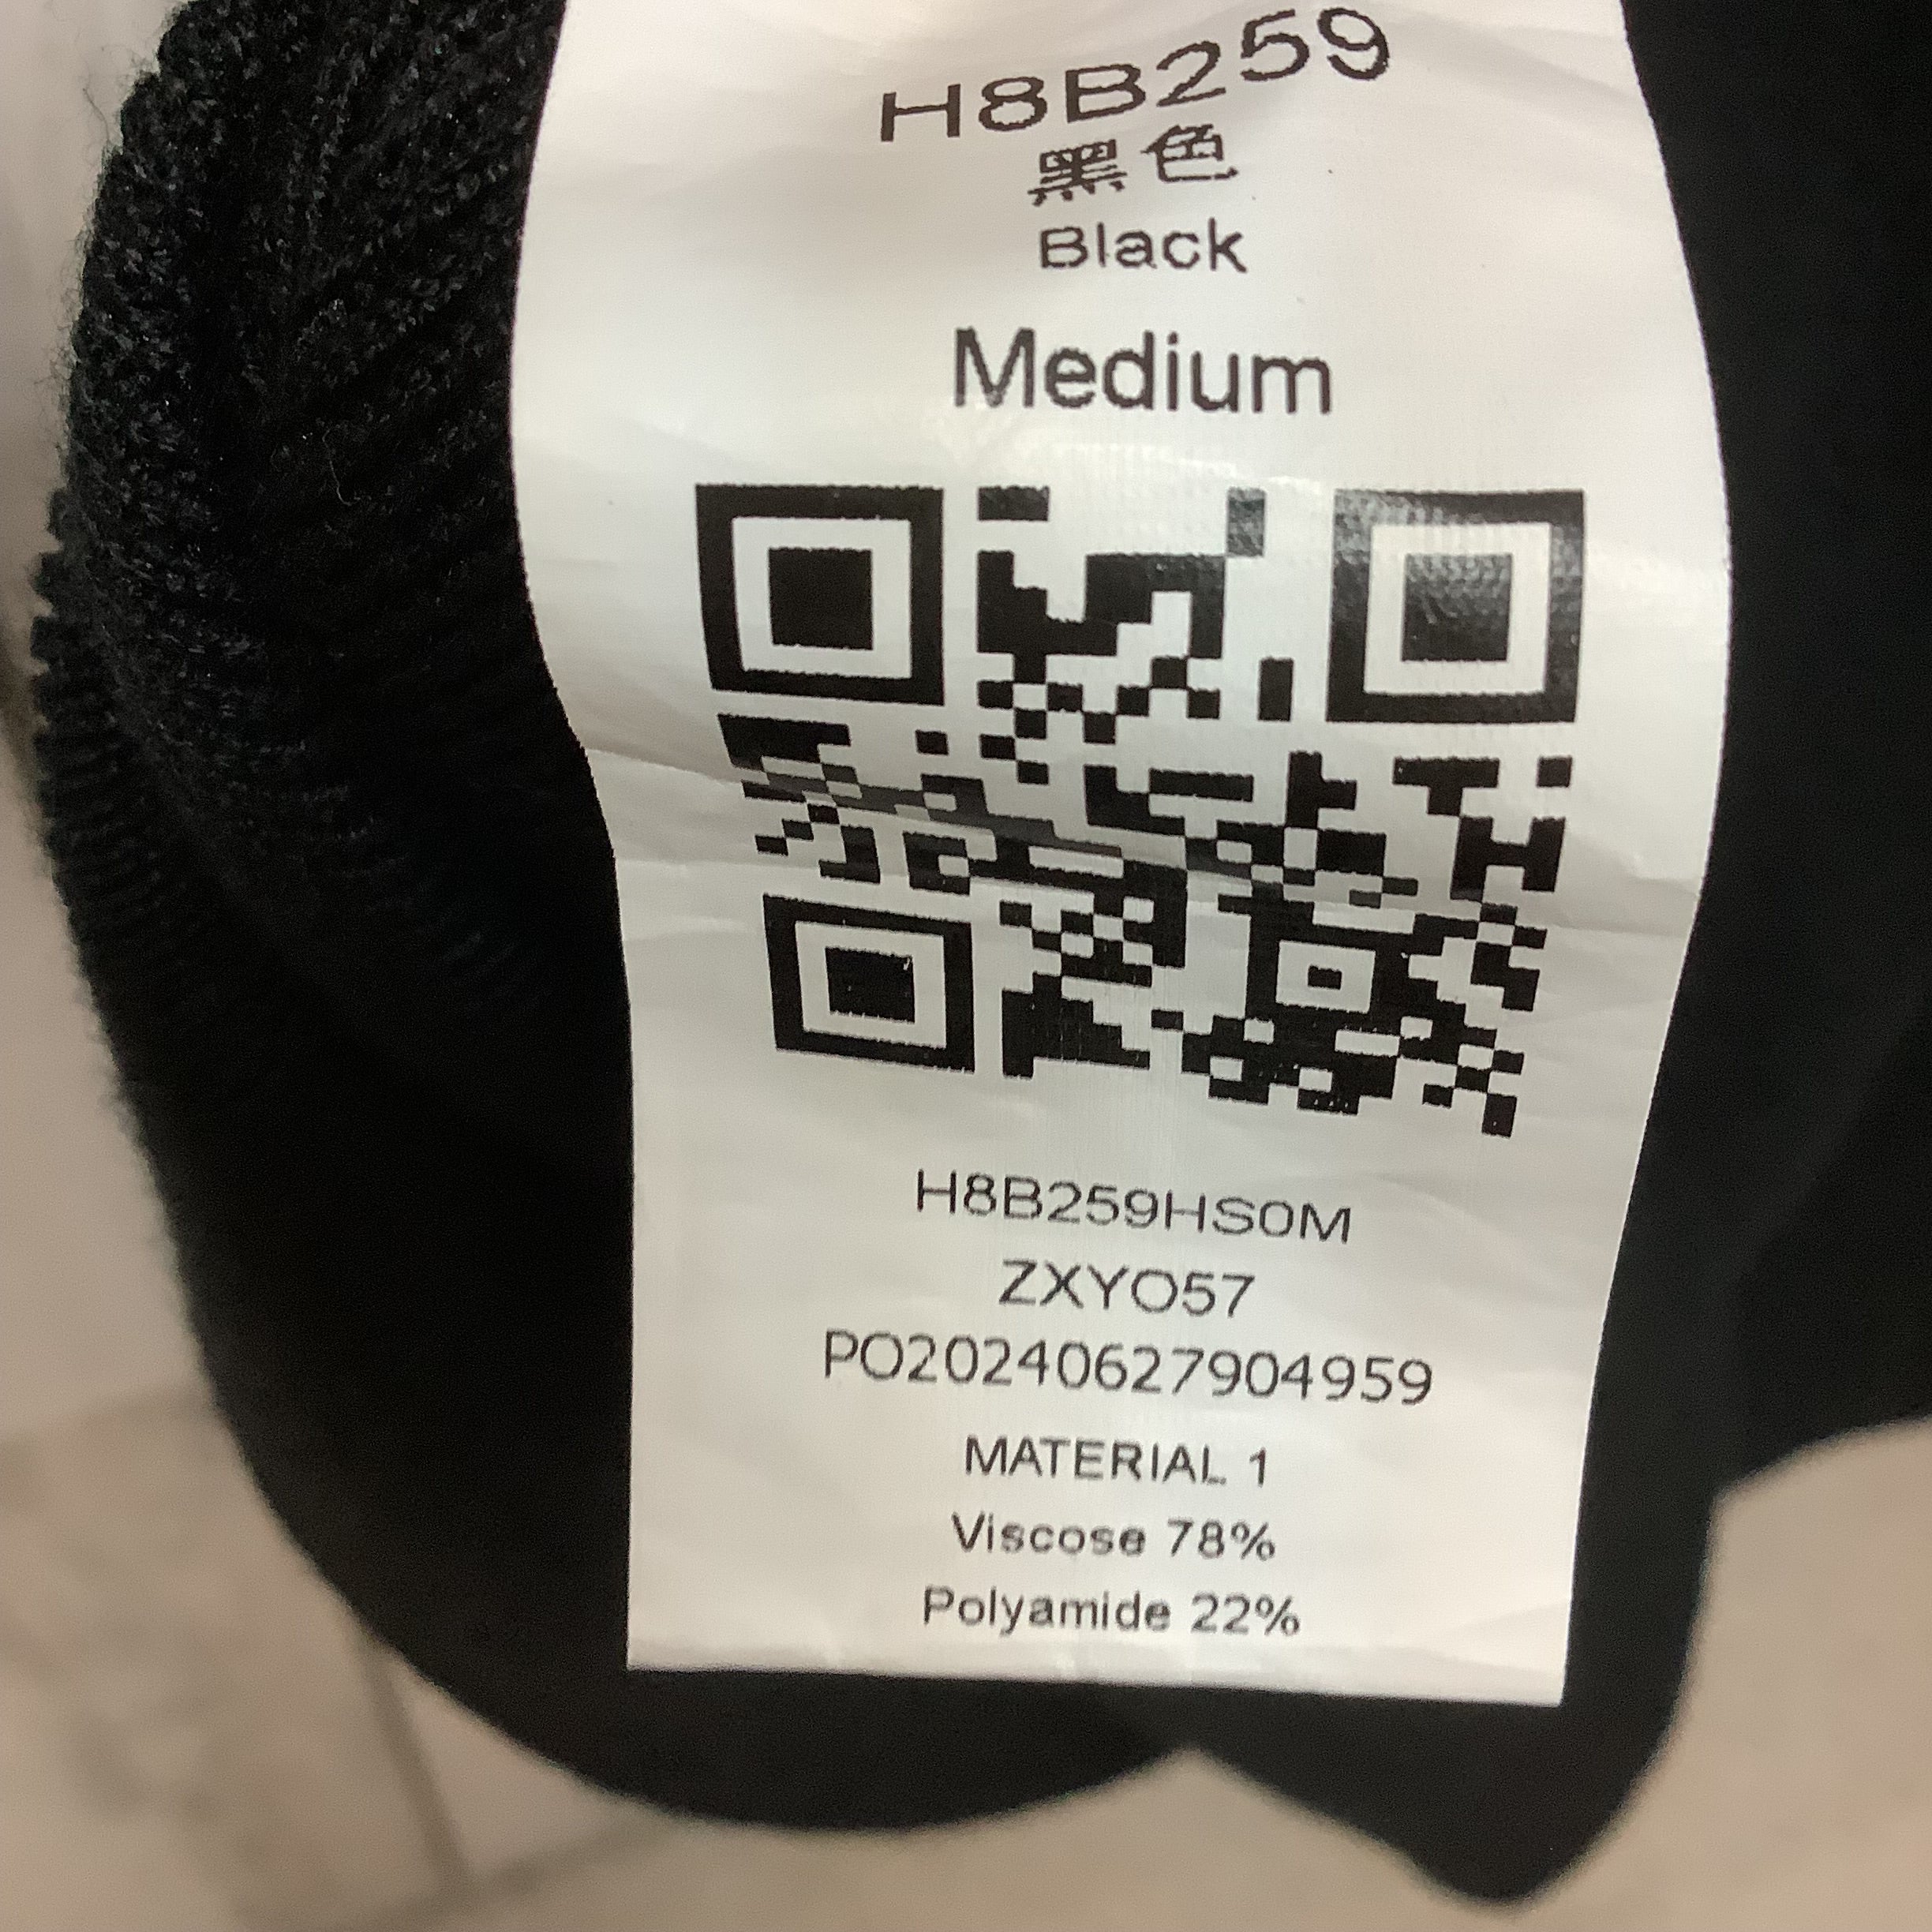 H8B259
黑色
Black
Medium
H8B259HS0M
ZXYO57
PO20240627904959
MATERIAL 1
Viscose 78%
Polyamide 22%